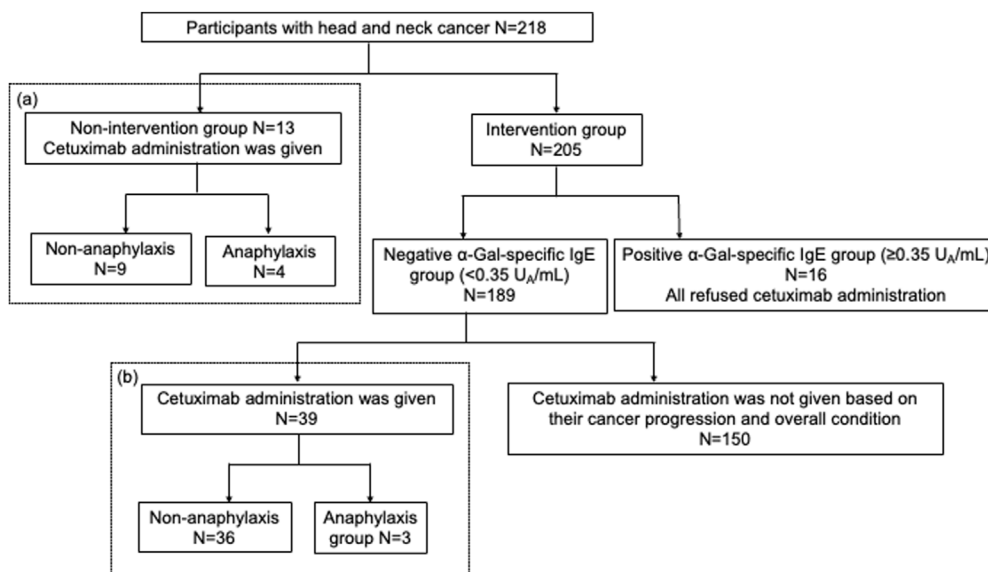 Participants with head and neck cancer N=218
(a)
Non-intervention group N=13
Cetuximab administration was given
Intervention group
N=205
Non-anaphylaxis
N=9
Anaphylaxis
N=4
Negative α-Gal-specific IgE
group (<0.35 UA/mL)
N=189
Positive α-Gal-specific IgE group (≥0.35 UA/mL)
N=16
All refused cetuximab administration
(b)
Cetuximab administration was given
N=39
Cetuximab administration was not given based on
their cancer progression and overall condition
N=150
Non-anaphylaxis
N=36
Anaphylaxis
group N=3